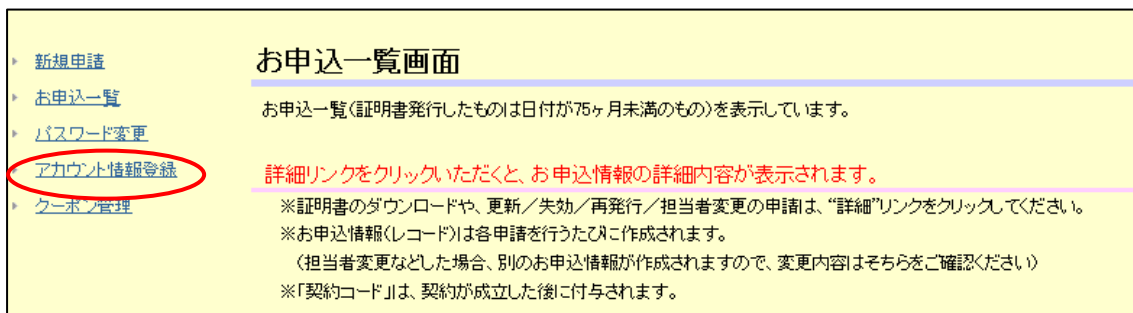 新規申請
お申込一覧
パスワード変更
アカウント情報登録
クーポン管理
お申込一覧画面
お申込一覧(証明書発行したものは日付が75ヶ月未満のもの)を表示しています。
詳細リンクをクリックいただくと、お申込情報の詳細内容が表示されます。
※証明書のダウンロードや、更新/失効/再発行/担当者変更の申請は、“詳細”リンクをクリックしてください。
※お申込情報(レコード)は各申請を行うたびに作成されます。
(担当者変更などした場合、別のお申込情報が作成されますので、変更内容はそちらをご確認ください)
※「契約コード」は、契約が成立した後に付与されます。